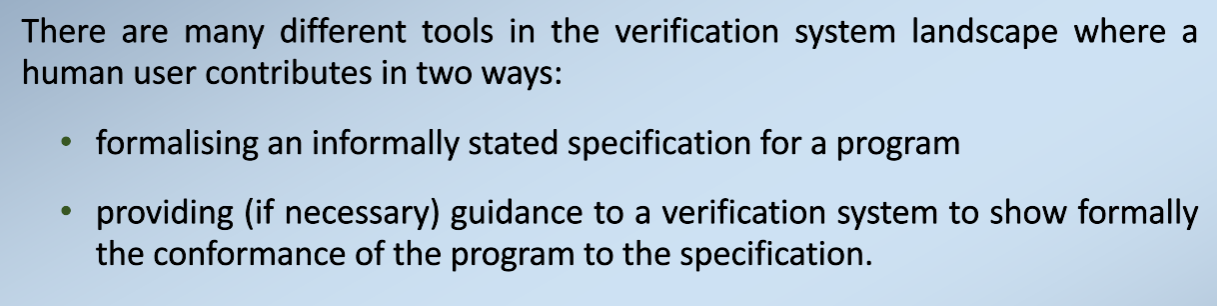 There are many different tools in the verification system landscape where a
human user contributes in two ways:
• formalising an informally stated specification for a program
• providing (if necessary) guidance to a verification system to show formally
the conformance of the program to the specification.